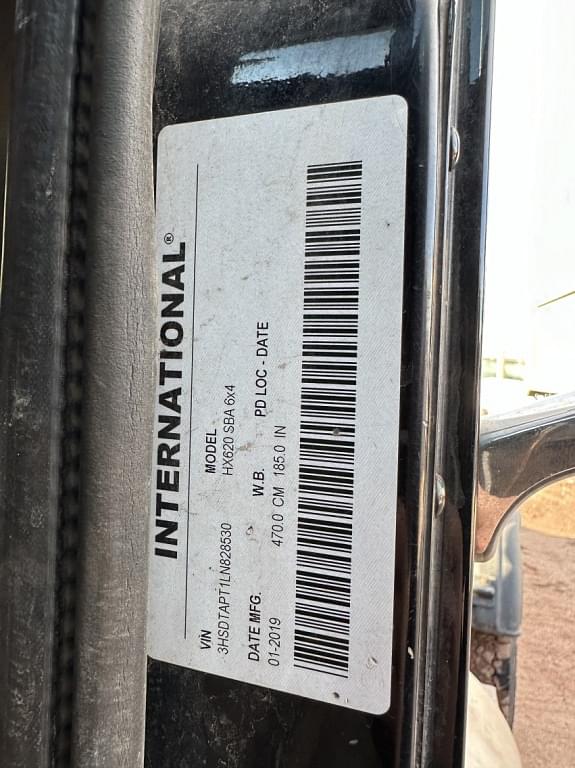 INTERNATIONAL®
VIN MODEL
3HSDTAPT1LN828530 HX620 SBA 6x4
DATE MFG. W.B. PD LOC - DATE
01-2019 470.0 CM 185.0 IN